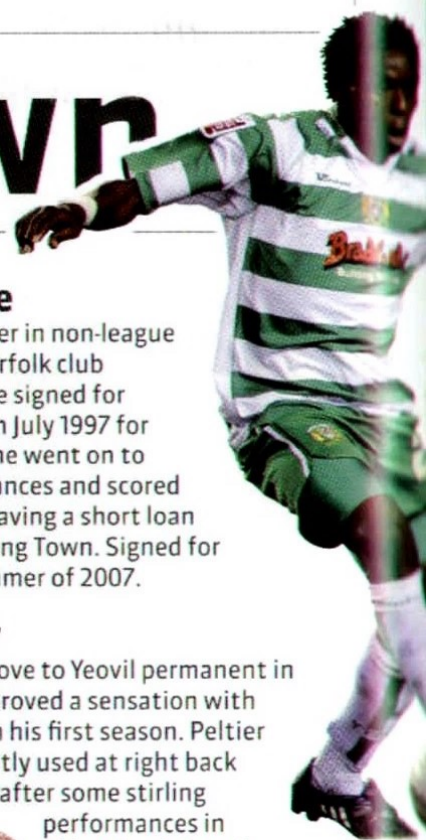 wn
e
er in non-league
rfolk club
e signed for
n July 1997 for
he went on to
ances and scored
aving a short loan
ng Town. Signed for
mer of 2007.
ove to Yeovil permanent in
roved a sensation with
his first season. Peltier
tly used at right back
after some stirling
performances in